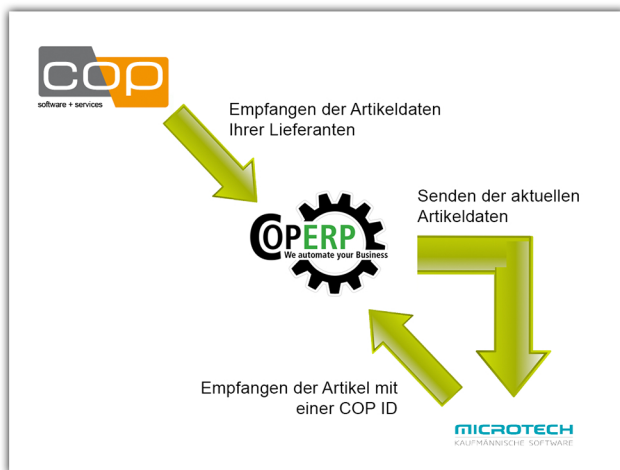 cop
software + services
Empfangen der Artikeldaten
Ihrer Lieferanten
Senden der aktuellen
Artikeldaten
COPERP
We automate your Business
Empfangen der Artikel mit
einer COP ID
MICROTECH
KAUFMÄNNISCHE SOFTWARE